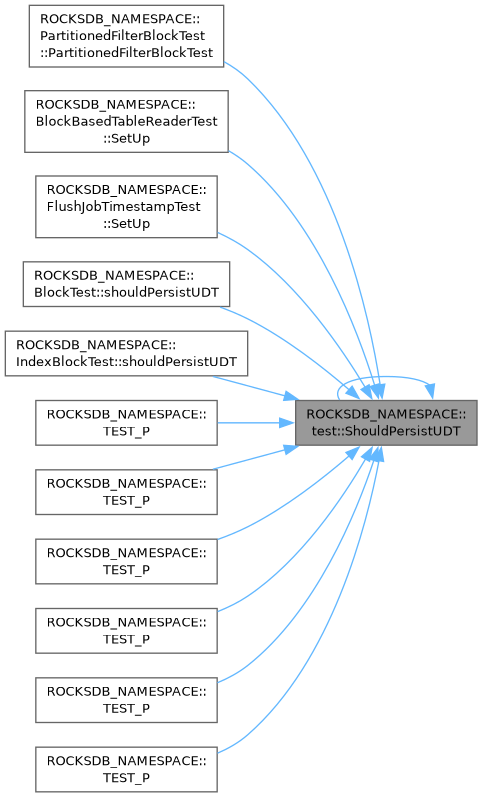 ROCKSDB_NAMESPACE::
PartitionedFilterBlockTest
::PartitionedFilterBlockTest
ROCKSDB_NAMESPACE::
BlockBasedTableReaderTest
::SetUp
ROCKSDB_NAMESPACE::
FlushJobTimestampTest
::SetUp
ROCKSDB_NAMESPACE::
BlockTest::shouldPersistUDT
ROCKSDB_NAMESPACE::
IndexBlockTest::shouldPersistUDT
ROCKSDB_NAMESPACE::
test::ShouldPersistUDT
ROCKSDB_NAMESPACE::
TEST_P
ROCKSDB_NAMESPACE::
TEST_P
ROCKSDB_NAMESPACE::
TEST_P
ROCKSDB_NAMESPACE::
TEST_P
ROCKSDB_NAMESPACE::
TEST_P
ROCKSDB_NAMESPACE::
TEST_P